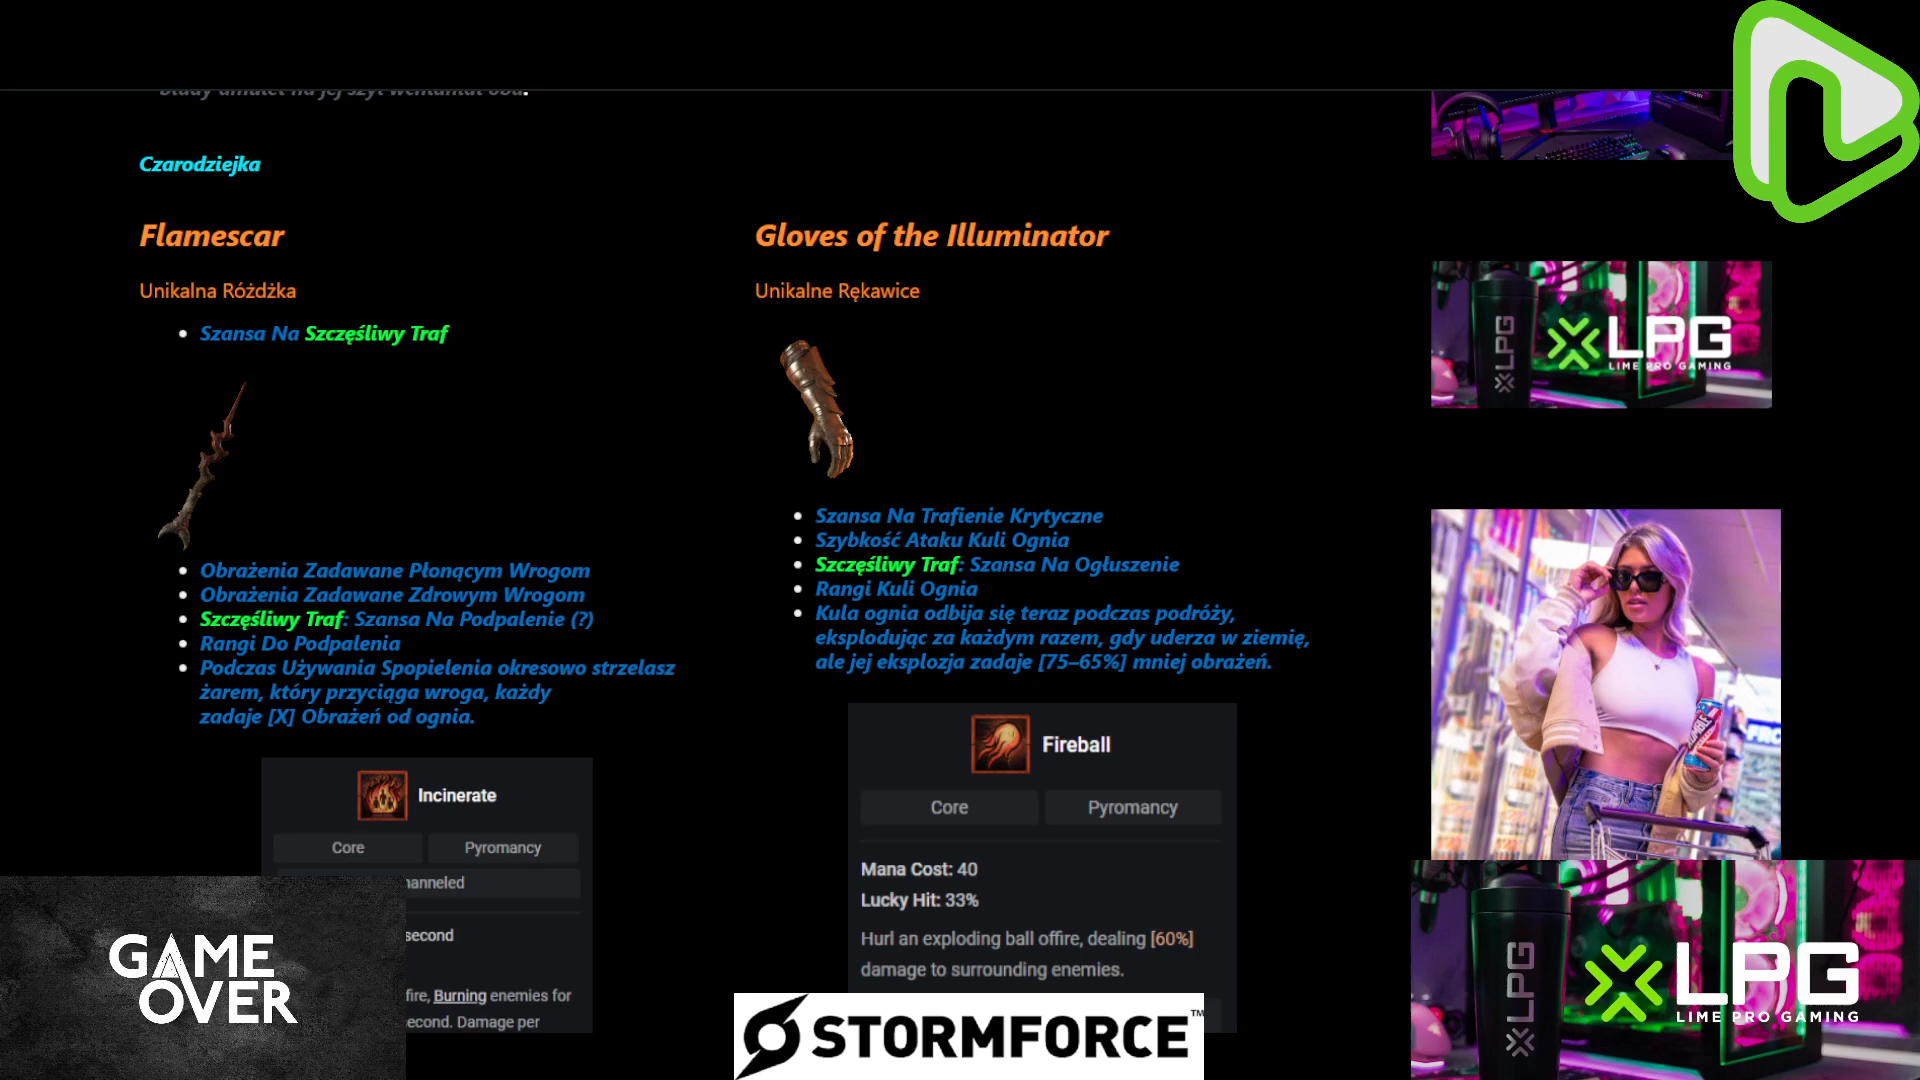 Czarodziejka
Flamescar
Unikalna Różdżka
Szansa Na Szczęśliwy Traf
Obrażenia Zadawane Płonącym Wrogom
Obrażenia Zadawane Zdrowym Wrogom
Szczęśliwy Traf: Szansa Na Podpalenie (?)
Rangi Do Podpalenia
Podczas Używania Spopielenia okresowo strzelasz
żarem, który przyciąga wroga, każdy
zadaje [X] Obrażeń od ognia.
Incinerate
Core
Pyromancy
hanneled
second
fire, Burning enemies for
second. Damage per
Gloves of the Illuminator
Unikalne Rękawice
Szansa Na Trafienie Krytyczne
Szybkość Ataku Kuli Ognia
Szczęśliwy Traf: Szansa Na Ogłuszenie
Rangi Kuli Ognia
Kula ognia odbija się teraz podczas podróży,
eksplodując za każdym razem, gdy uderza w ziemię,
ale jej eksplozja zadaje [75–65%] mniej obrażeń.
Fireball
Core
Pyromancy
Mana Cost: 40
Lucky Hit: 33%
Hurl an exploding ball offire, dealing [60%]
damage to surrounding enemies.
LPG
LPG
LIME PRO GAMING
RUMBLE
FRO
GAME
OVER
STORMFORCE™
LPG
LPG
LIME PRO GAMING